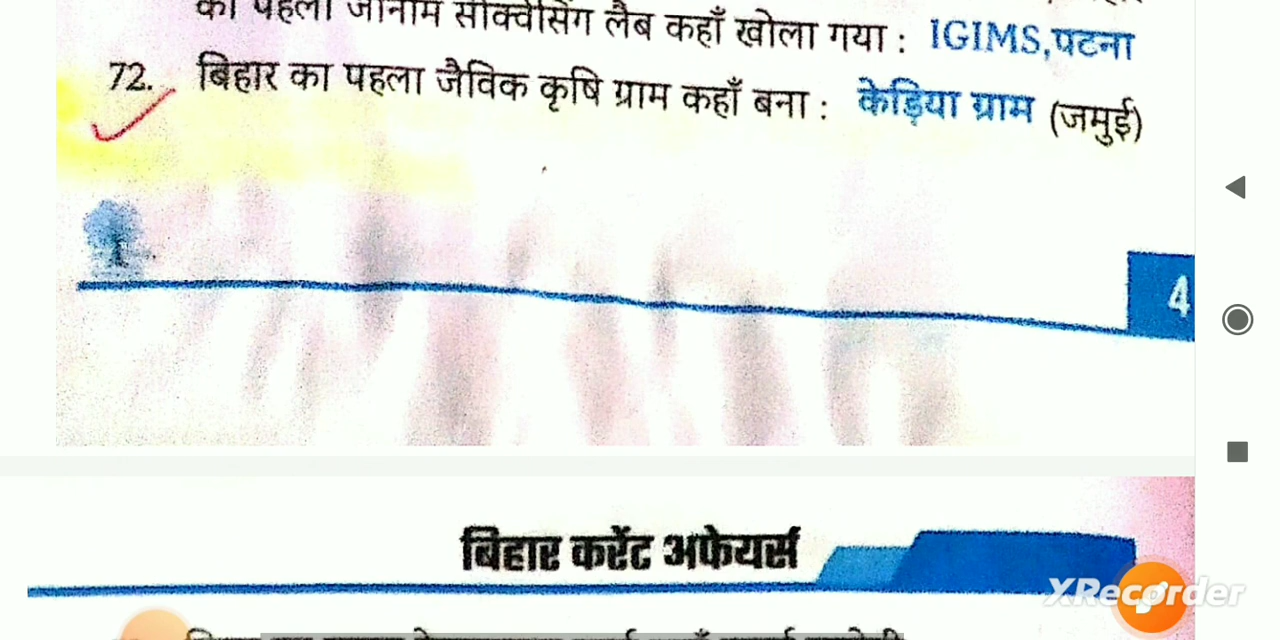 का पहला जीनोम सीक्वेंसिंग लैब कहाँ खोला गया : IGIMS,पटना
72. बिहार का पहला जैविक कृषि ग्राम कहाँ बना : केड़िया ग्राम (जमुई)
4
बिहार करेंट अफेयर्स
XRecorder